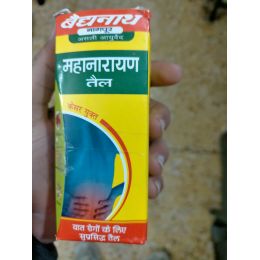 बैद्यनाथ
नागपुर
असली आयुर्वेद
महानारायण
तैल
केसर युक्त
वात रोगों के लिए
सुप्रसिद्ध तैल